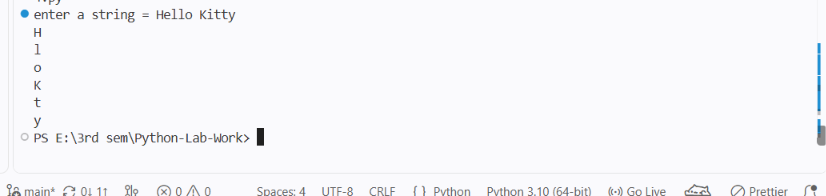 enter a string = Hello Kitty
H
l
o
K
t
y
PS E:\3rd sem\Python-Lab-Work>
main* 0↓ 1↑ 0 0 Spaces: 4 UTF-8 CRLF { } Python Python 3.10 (64-bit) Go Live Prettier